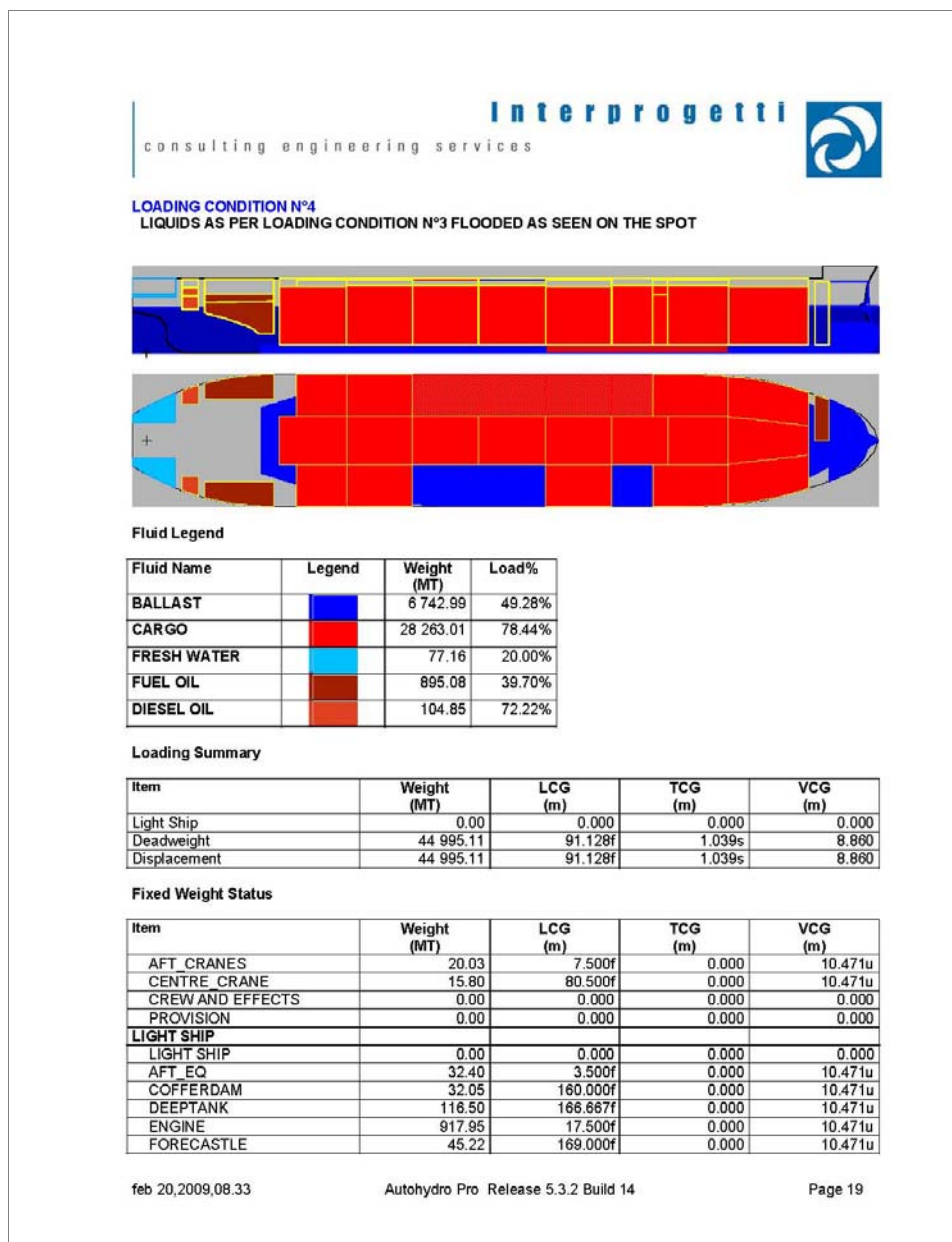 Interprogetti
consulting engineering services
LOADING CONDITION N°4
LIQUIDS AS PER LOADING CONDITION N°3 FLOODED AS SEEN ON THE SPOT
Fluid Legend
Fluid Name Legend Weight (MT) Load%
BALLAST 6 742.99 49.28%
CARGO 28 263.01 78.44%
FRESH WATER 77.16 20.00%
FUEL OIL 895.08 39.70%
DIESEL OIL 104.85 72.22%
Loading Summary
Item Weight (MT) LCG (m) TCG (m) VCG (m)
Light Ship 0.00 0.000 0.000 0.000
Deadweight 44 995.11 91.128f 1.039s 8.860
Displacement 44 995.11 91.128f 1.039s 8.860
Fixed Weight Status
Item Weight (MT) LCG (m) TCG (m) VCG (m)
AFT_CRANES 20.03 7.500f 0.000 10.471u
CENTRE_CRANE 15.80 80.500f 0.000 10.471u
CREW AND EFFECTS 0.00 0.000 0.000 0.000
PROVISION 0.00 0.000 0.000 0.000
LIGHT SHIP
LIGHT SHIP 0.00 0.000 0.000 0.000
AFT_EQ 32.40 3.500f 0.000 10.471u
COFFERDAM 32.05 160.000f 0.000 10.471u
DEEPTANK 116.50 166.667f 0.000 10.471u
ENGINE 917.95 17.500f 0.000 10.471u
FORECASTLE 45.22 169.000f 0.000 10.471u
feb 20,2009,08.33 Autohydro Pro Release 5.3.2 Build 14 Page 19